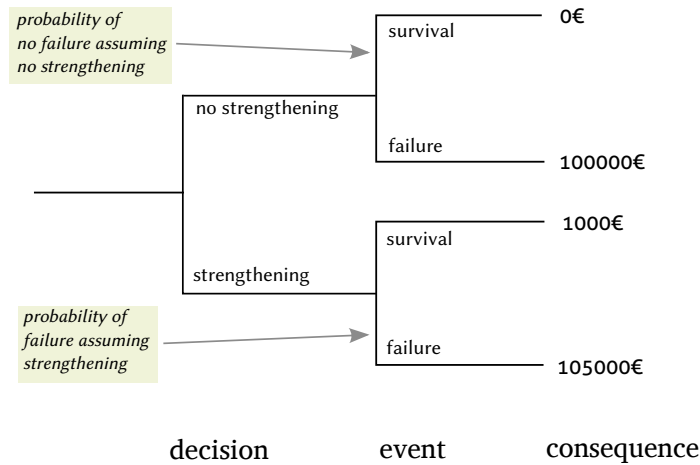 probability of
no failure assuming
no strengthening
survival
0€
no strengthening
failure
100000€
survival
1000€
strengthening
probability of
failure assuming
strengthening
failure
105000€
decision event consequence